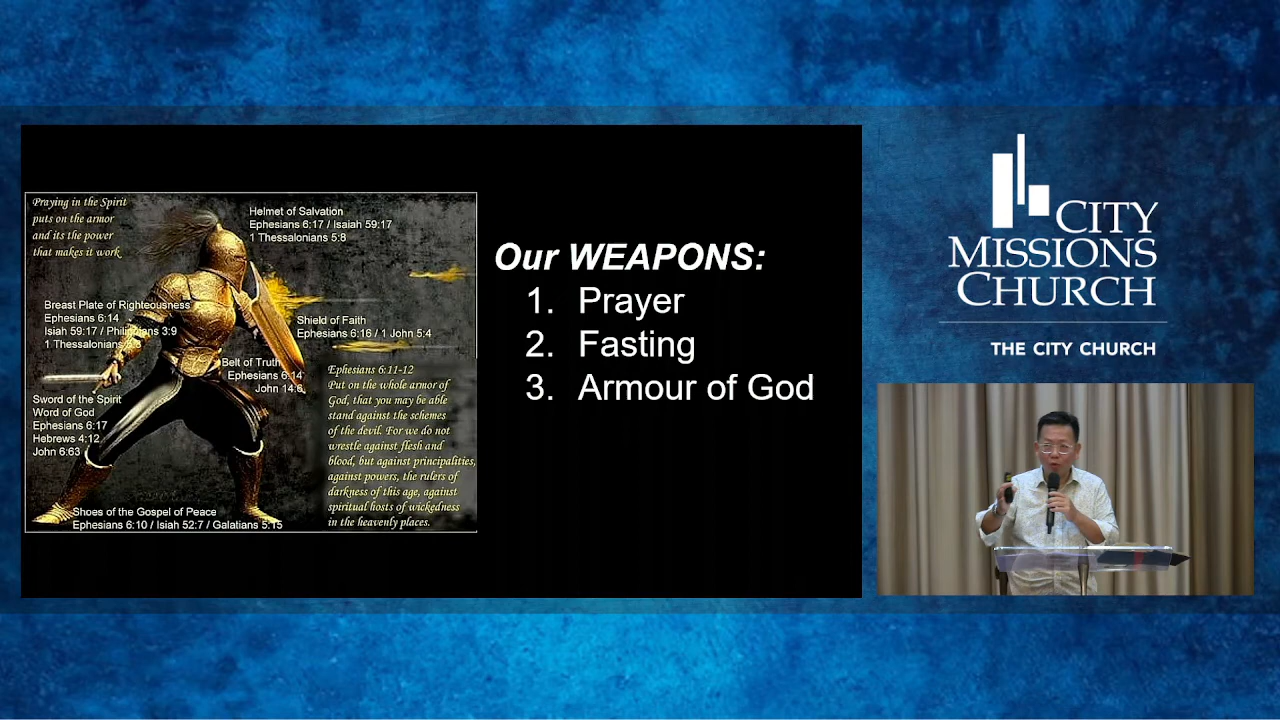 Praying in the Spirit
puts on the armor
and its the power
that makes it work
Helmet of Salvation
Ephesians 6:17 / Isaiah 59:17
1 Thessalonians 5:8
Breast Plate of Righteousness
Ephesians 6:14
Isiah 59:17 / Philippians 3:9
1 Thessalonians 5:8
Shield of Faith
Ephesians 6:16 / 1 John 5:4
Belt of Truth
Ephesians 6:14
John 14:6
Sword of the Spirit
Word of God
Ephesians 6:17
Hebrews 4:12
John 6:63
Ephesians 6:11-12
Put on the whole armor of
God, that you may be able
stand against the schemes
of the devil. For we do not
wrestle against flesh and
blood, but against principalities,
against powers, the rulers of
darkness of this age, against
spiritual hosts of wickedness
in the heavenly places.
Shoes of the Gospel of Peace
Ephesians 6:10 / Isiah 52:7 / Galatians 5:15
Our WEAPONS:
1. Prayer
2. Fasting
3. Armour of God
CITY
MISSIONS
CHURCH
THE CITY CHURCH